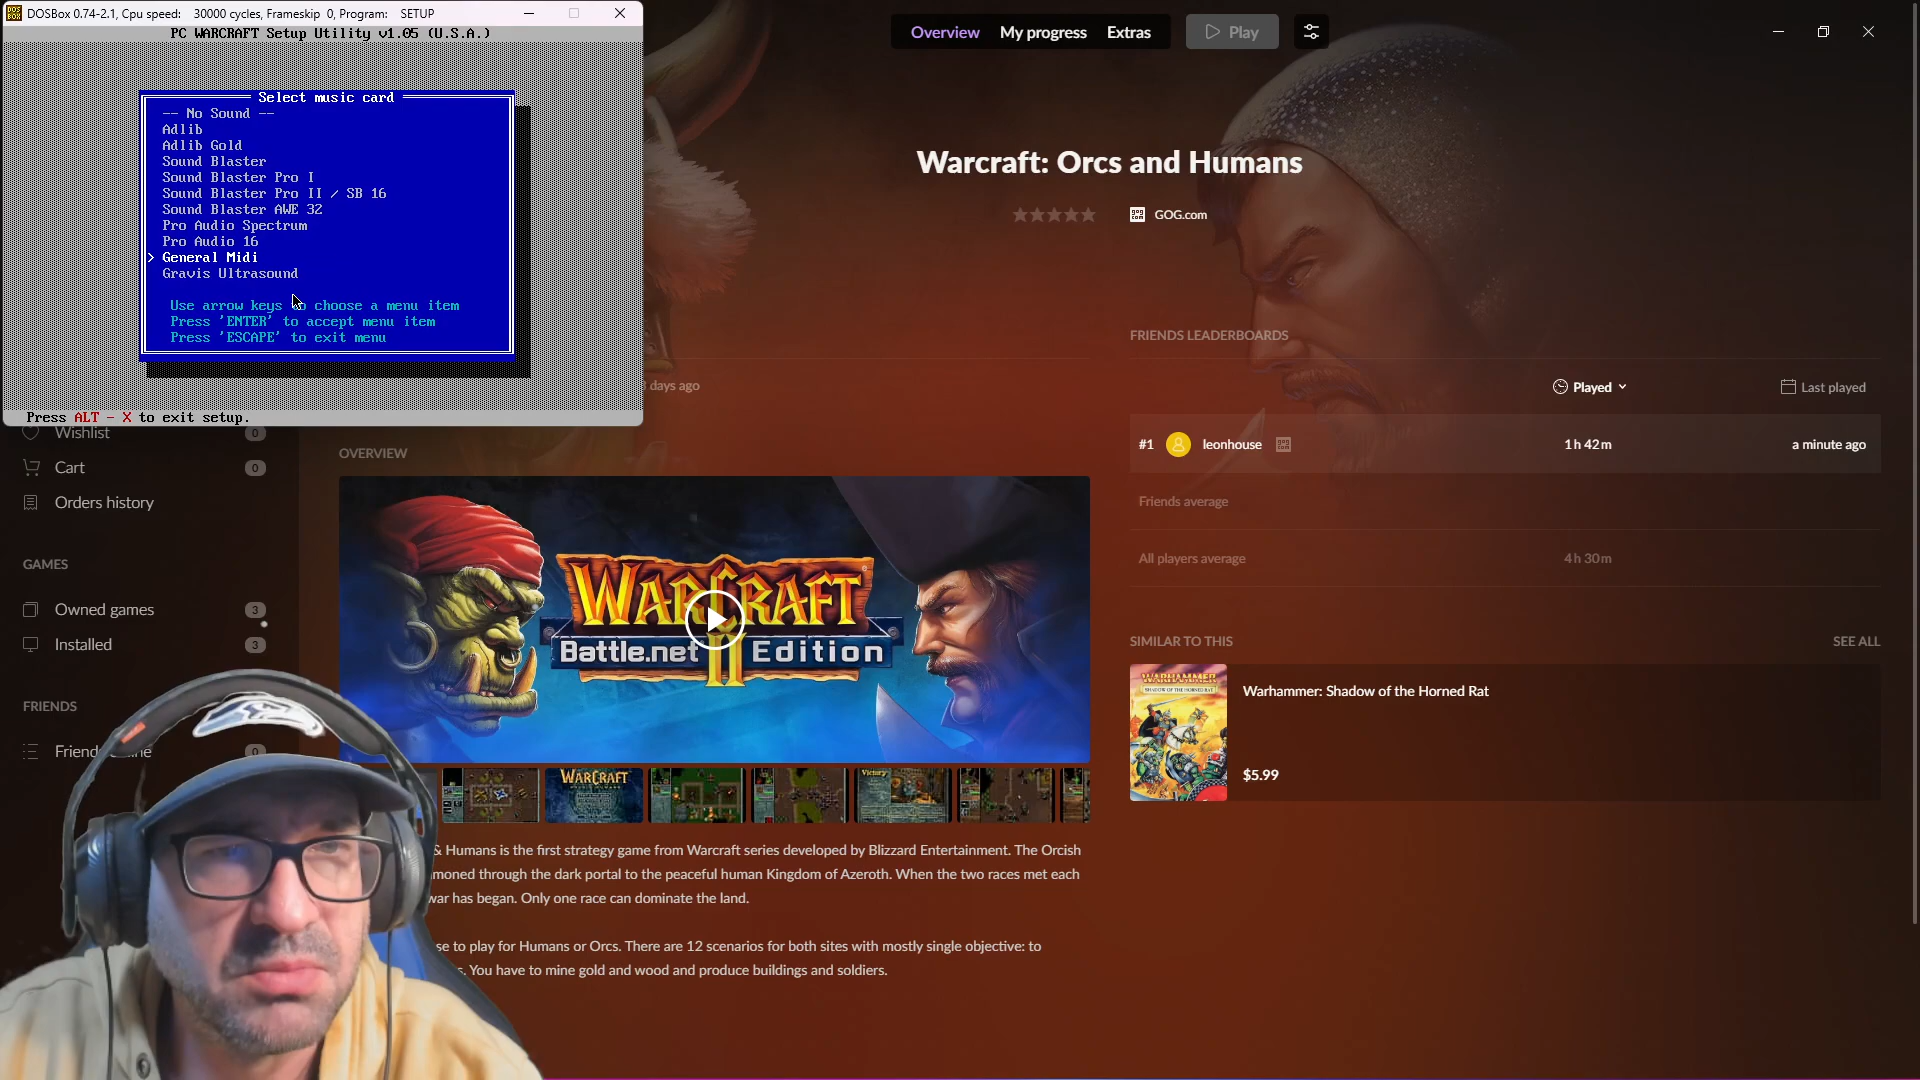 DOSBox 0.74-2.1, Cpu speed: 30000 cycles, Frameskip 0, Program: SETUP
PC WARCRAFT Setup Utility v1.05 (U.S.A.)
Select music card
-- No Sound --
Adlib
Adlib Gold
Sound Blaster
Sound Blaster Pro I
Sound Blaster Pro II / SB 16
Sound Blaster AWE 32
Pro Audio Spectrum
Pro Audio 16
> General Midi
Gravis Ultrasound
Use arrow keys to choose a menu item
Press 'ENTER' to accept menu item
Press 'ESCAPE' to exit menu
Press ALT - X to exit setup.
Overview My progress Extras Play
Warcraft: Orcs and Humans
GOG.com
days ago
Wishlist 0
Cart 0
Orders history
GAMES
Owned games 3
Installed 3
FRIENDS
0
OVERVIEW
WARCRAFT II
Battle.net Edition
WARCRAFT
Victory
& Humans is the first strategy game from Warcraft series developed by Blizzard Entertainment. The Orcish
moned through the dark portal to the peaceful human Kingdom of Azeroth. When the two races met each
war has began. Only one race can dominate the land.
se to play for Humans or Orcs. There are 12 scenarios for both sites with mostly single objective: to
s. You have to mine gold and wood and produce buildings and soldiers.
FRIENDS LEADERBOARDS
Played Last played
#1 leonhouse 1 h 42 m a minute ago
Friends average
All players average 4 h 30 m
SIMILAR TO THIS SEE ALL
WARHAMMER
SHADOW OF THE HORNED RAT
Warhammer: Shadow of the Horned Rat
$5.99